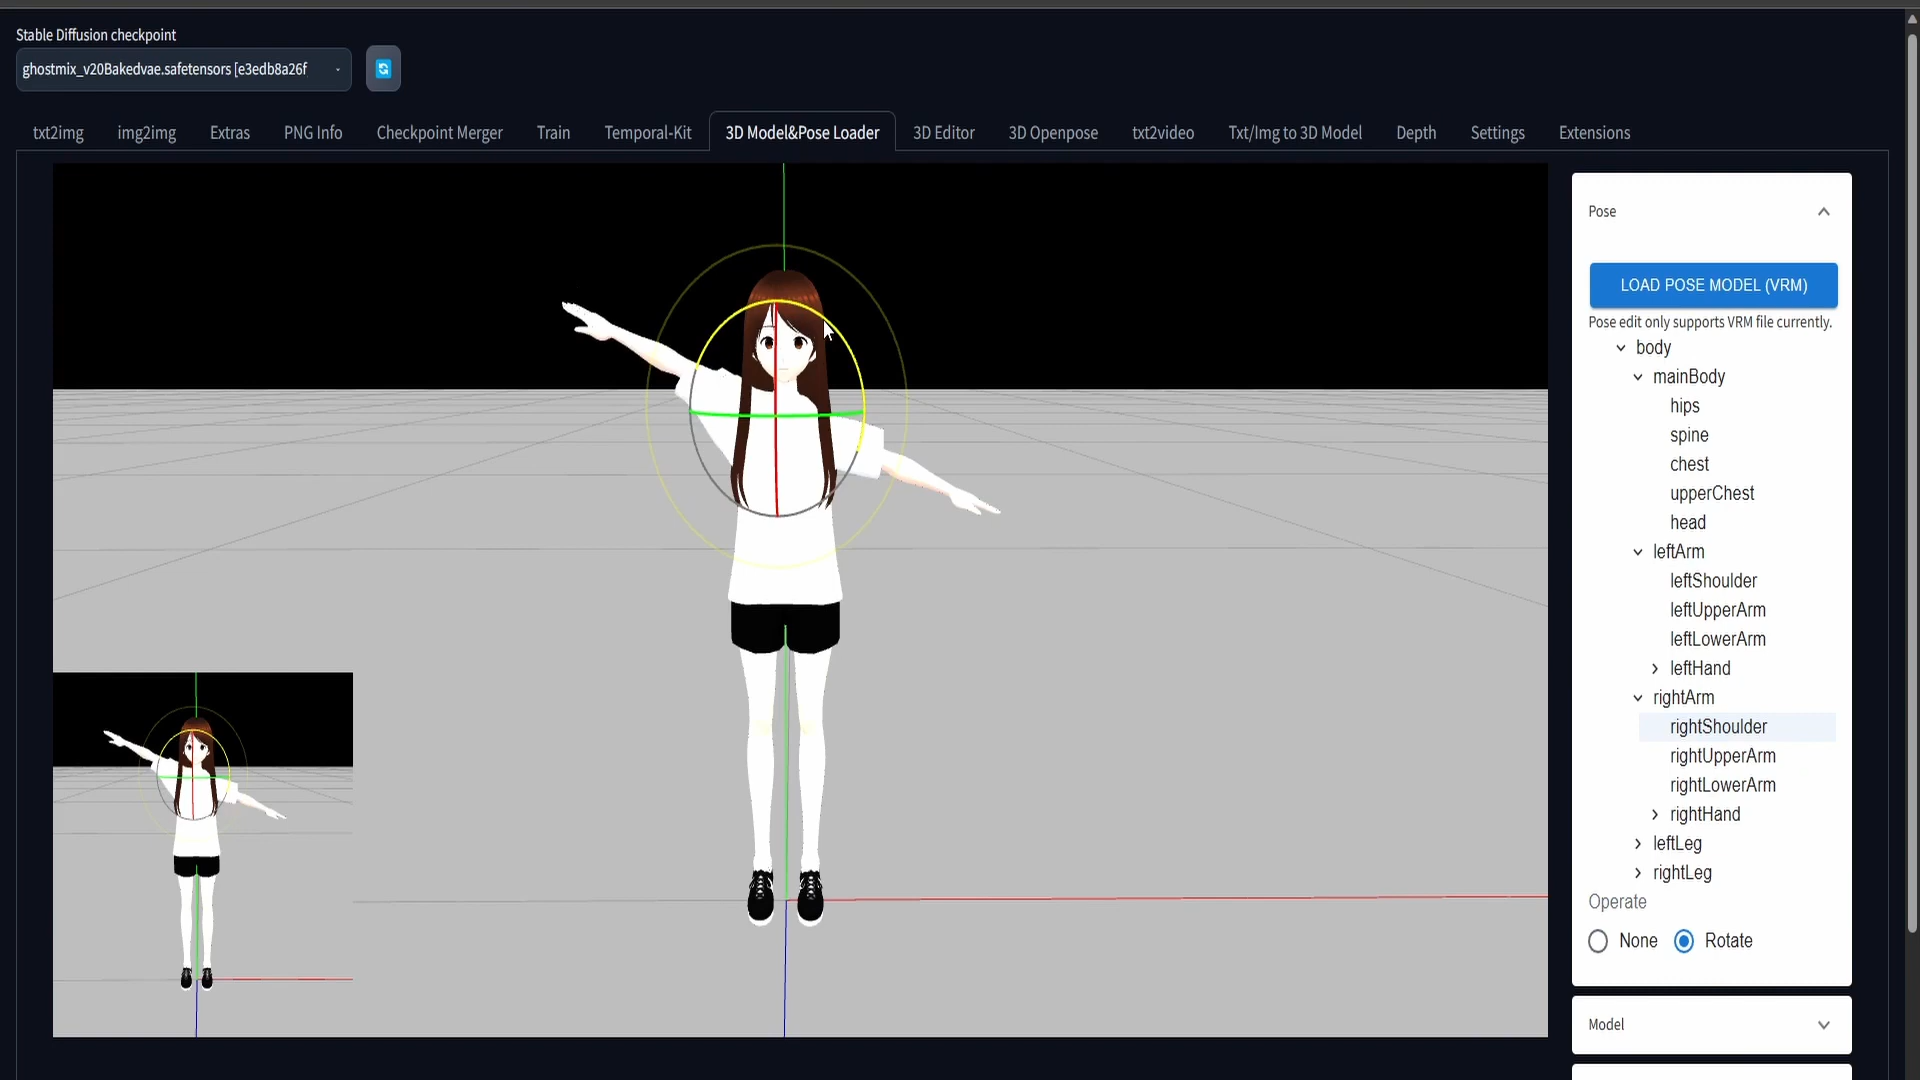 Stable Diffusion checkpoint
ghostmix_v20Bakedvae.safetensors [e3edb8a26f
txt2img img2img Extras PNG Info Checkpoint Merger Train Temporal-Kit 3D Model&Pose Loader 3D Editor 3D Openpose txt2video Txt/Img to 3D Model Depth Settings Extensions
Pose
LOAD POSE MODEL (VRM)
Pose edit only supports VRM file currently.
body
mainBody
hips
spine
chest
upperChest
head
leftArm
leftShoulder
leftUpperArm
leftLowerArm
leftHand
rightArm
rightShoulder
rightUpperArm
rightLowerArm
rightHand
leftLeg
rightLeg
Operate
None Rotate
Model